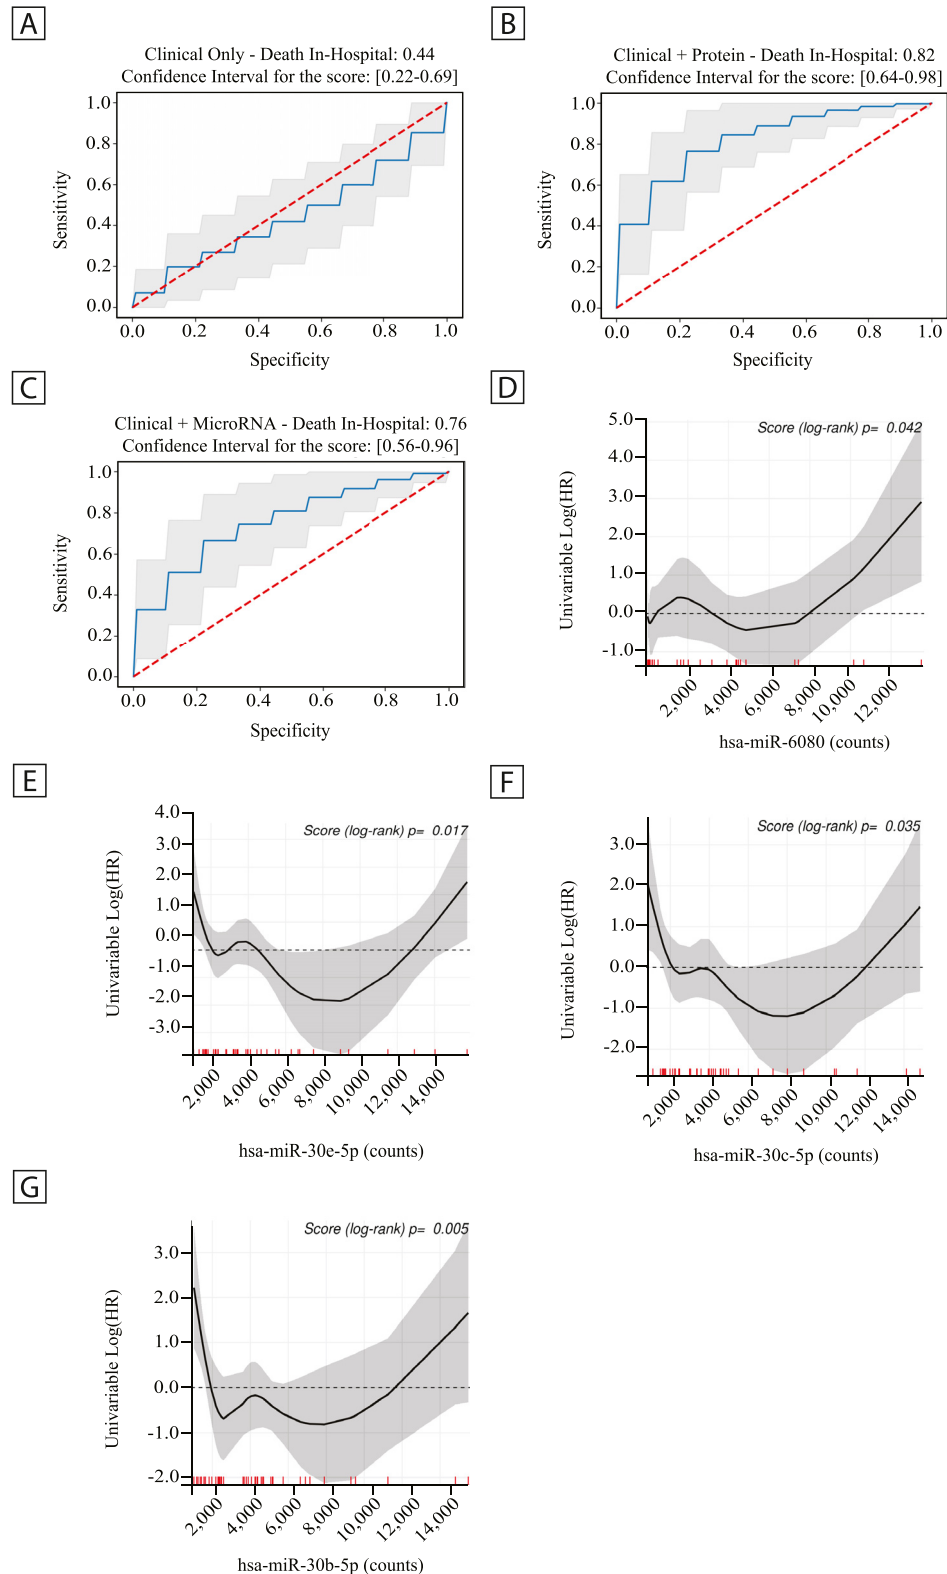 A
Clinical Only - Death In-Hospital: 0.44
Confidence Interval for the score: [0.22-0.69]
Sensitivity
1.0
0.8
0.6
0.4
0.2
0.0
0.0 0.2 0.4 0.6 0.8 1.0
Specificity
B
Clinical + Protein - Death In-Hospital: 0.82
Confidence Interval for the score: [0.64-0.98]
Sensitivity
1.0
0.8
0.6
0.4
0.2
0.0
0.0 0.2 0.4 0.6 0.8 1.0
Specificity
C
Clinical + MicroRNA - Death In-Hospital: 0.76
Confidence Interval for the score: [0.56-0.96]
Sensitivity
1.0
0.8
0.6
0.4
0.2
0.0
0.0 0.2 0.4 0.6 0.8 1.0
Specificity
D
Score (log-rank) p= 0.042
Univariable Log(HR)
5.0
4.0
3.0
2.0
1.0
0.0
-1.0
2,000 4,000 6,000 8,000 10,000 12,000
hsa-miR-6080 (counts)
E
Score (log-rank) p= 0.017
Univariable Log(HR)
4.0
3.0
2.0
1.0
0.0
-1.0
-2.0
-3.0
2,000 4,000 6,000 8,000 10,000 12,000 14,000
hsa-miR-30e-5p (counts)
F
Score (log-rank) p= 0.035
Univariable Log(HR)
3.0
2.0
1.0
0.0
-1.0
-2.0
2,000 4,000 6,000 8,000 10,000 12,000 14,000
hsa-miR-30c-5p (counts)
G
Score (log-rank) p= 0.005
Univariable Log(HR)
3.0
2.0
1.0
0.0
-1.0
-2.0
2,000 4,000 6,000 8,000 10,000 12,000 14,000
hsa-miR-30b-5p (counts)